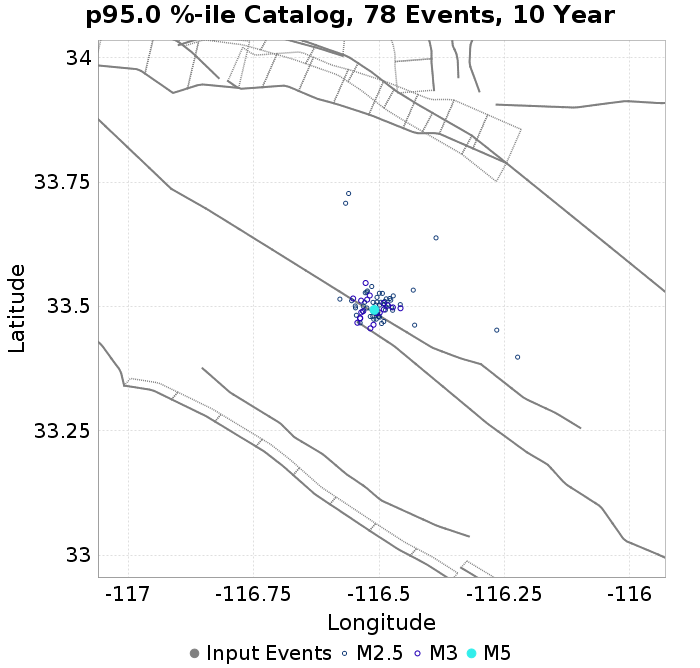 p95.0 %-ile Catalog, 78 Events, 10 Year
34
33.75
33.5
33.25
33
Latitude
-117 -116.75 -116.5 -116.25 -116
Longitude
Input Events M2.5 M3 M5